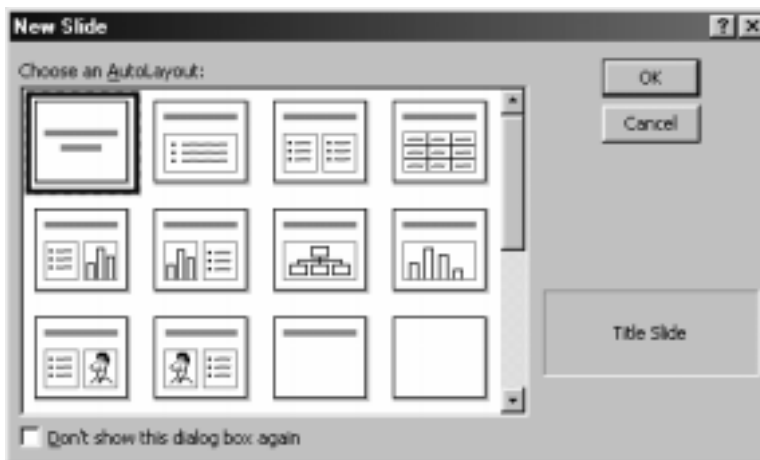 New Slide
Choose an AutoLayout:
OK
Cancel
Title Slide
Don't show this dialog box again